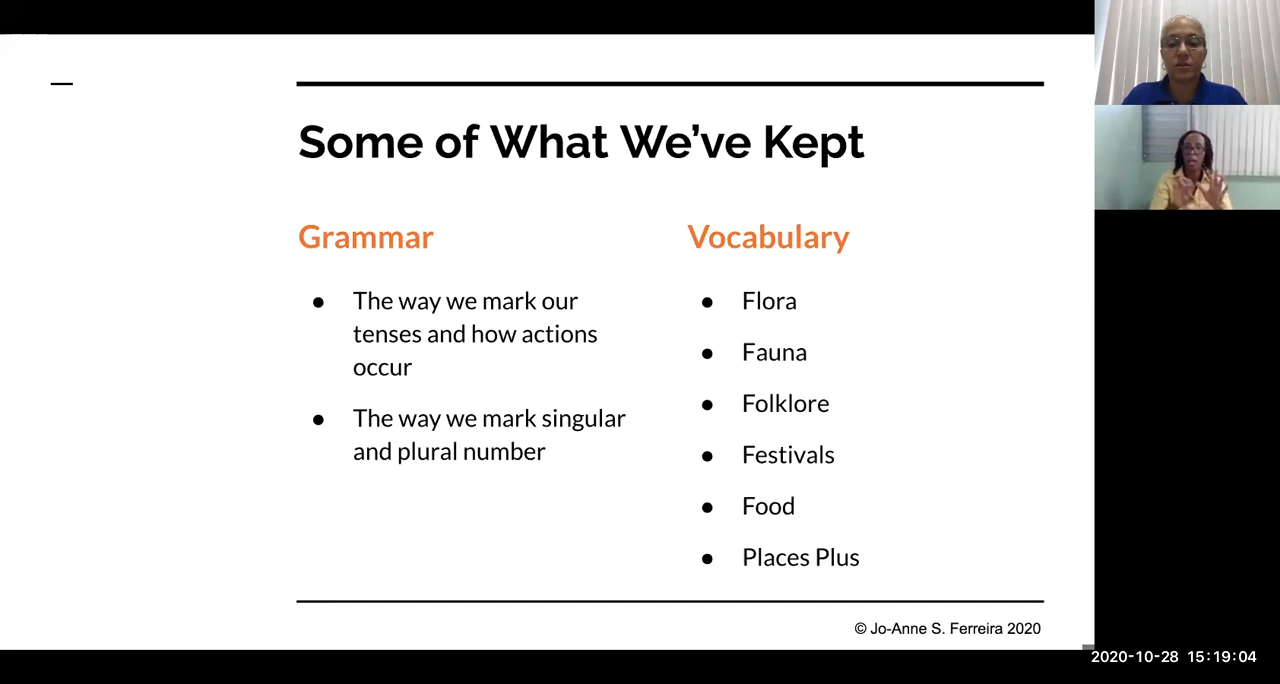 Some of What We’ve Kept
Grammar
● The way we mark our
tenses and how actions
occur
● The way we mark singular
and plural number
Vocabulary
● Flora
● Fauna
● Folklore
● Festivals
● Food
● Places Plus
© Jo-Anne S. Ferreira 2020
2020-10-28 15:19:04